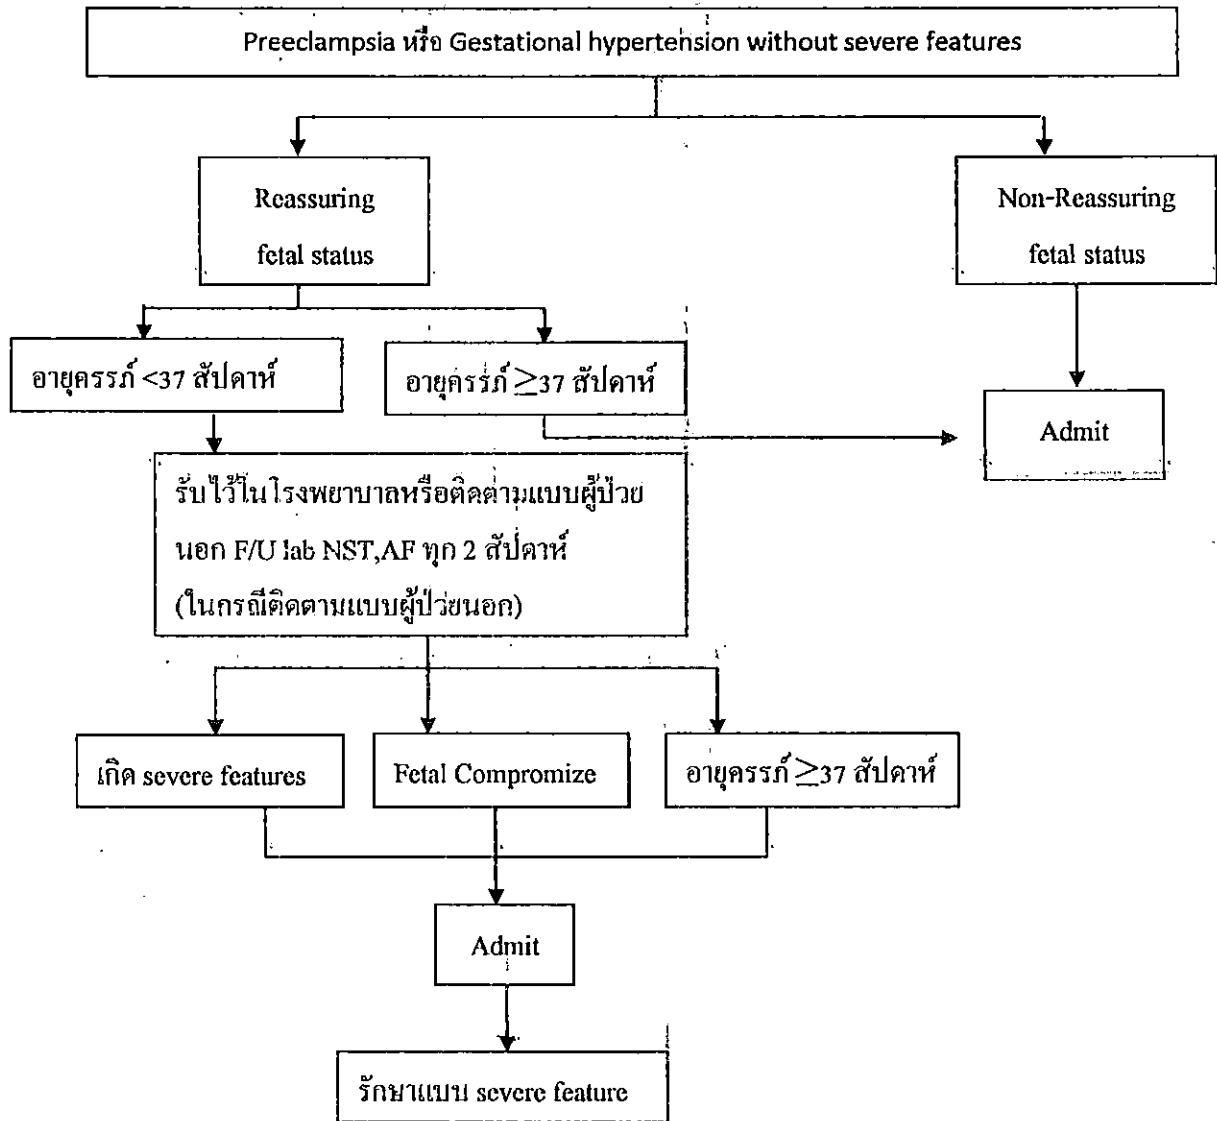 Preeclampsia หรือ Gestational hypertension without severe features
Reassuring
fetal status
Non-Reassuring
fetal status
อายุครรภ์ <37 สัปดาห์
อายุครรภ์ ≥37 สัปดาห์
Admit
รับไว้ในโรงพยาบาลหรือติดตามแบบผู้ป่วย
นอก F/U lab NST,AF ทุก 2 สัปดาห์
(ในกรณีติดตามแบบผู้ป่วยนอก)
เกิด severe features
Fetal Compromize
อายุครรภ์ ≥37 สัปดาห์
Admit
รักษาแบบ severe feature